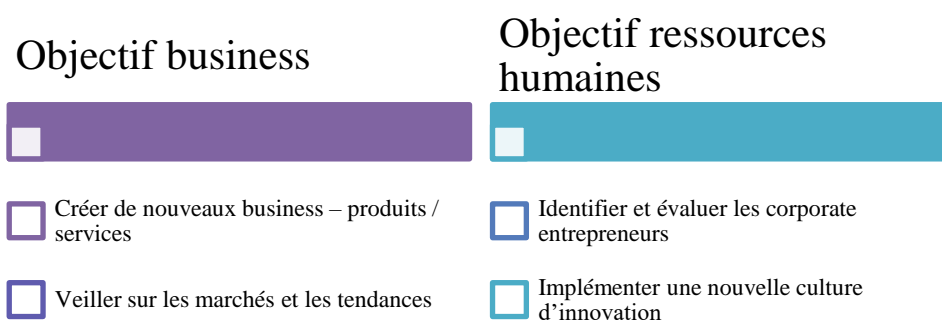 Objectif business
Créer de nouveaux business – produits /
services
Veiller sur les marchés et les tendances
Objectif ressources
humaines
Identifier et évaluer les corporate
entrepreneurs
Implémenter une nouvelle culture
d’innovation